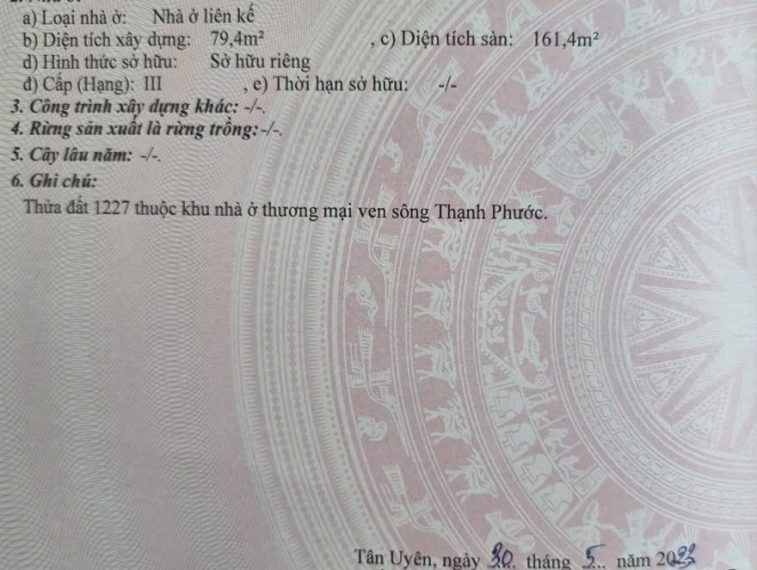 a) Loại nhà ở: Nhà ở liên kế
b) Diện tích xây dựng: 79,4m² , c) Diện tích sàn: 161,4m²
d) Hình thức sở hữu: Sở hữu riêng
đ) Cấp (Hạng): III , e) Thời hạn sở hữu: -/-
3. Công trình xây dựng khác: -/-.
4. Rừng sản xuất là rừng trồng:-/-.
5. Cây lâu năm: -/-.
6. Ghi chú:
Thửa đất 1227 thuộc khu nhà ở thương mại ven sông Thạnh Phước.
Tân Uyên, ngày 30. tháng 5.. năm